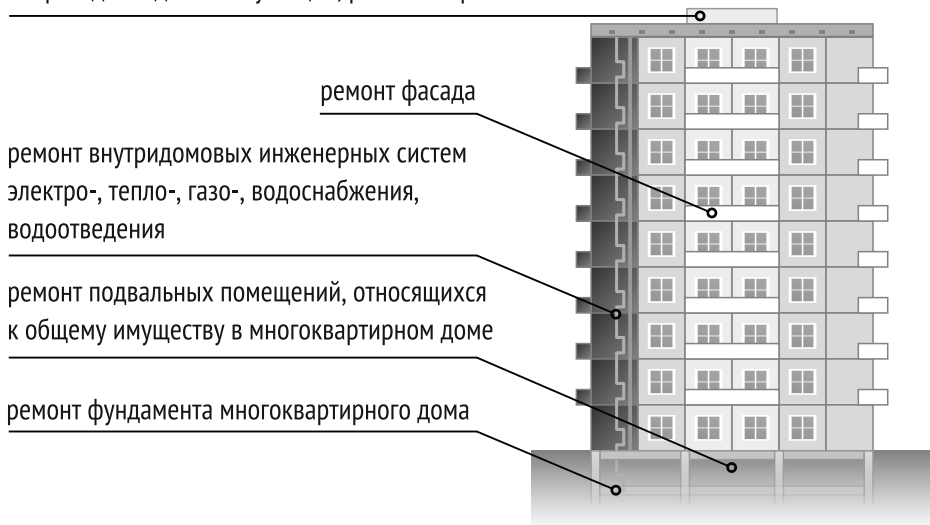 ремонт фасада
ремонт внутридомовых инженерных систем
электро-, тепло-, газо-, водоснабжения,
водоотведения
ремонт подвальных помещений, относящихся
к общему имуществу в многоквартирном доме
ремонт фундамента многоквартирного дома